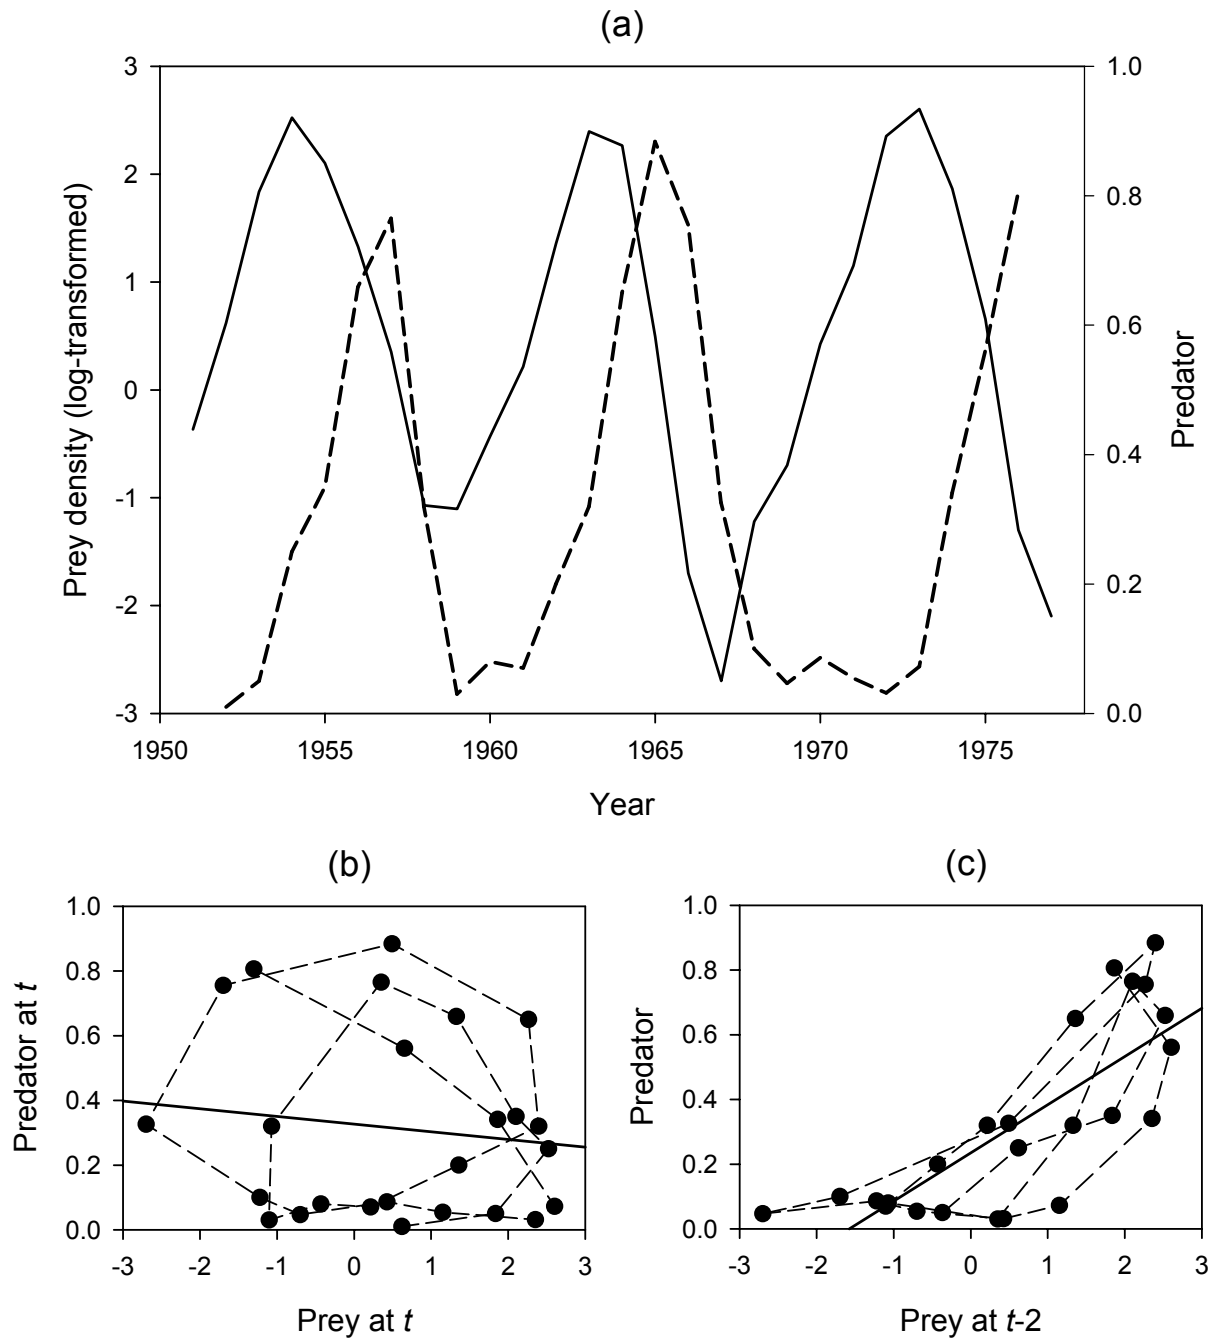 (a)
Prey density (log-transformed)
3
2
1
0
-1
-2
-3
1.0
0.8
0.6
0.4
0.2
0.0
Predator
1950 1955 1960 1965 1970 1975
Year
(b)
Predator at t
1.0
0.8
0.6
0.4
0.2
0.0
-3 -2 -1 0 1 2 3
Prey at t
(c)
Predator
1.0
0.8
0.6
0.4
0.2
0.0
-3 -2 -1 0 1 2 3
Prey at t-2